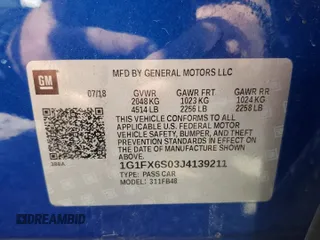 GM
MFD BY GENERAL MOTORS LLC
07/18 GVWR GAWR FRT GAWR RR
2048 KG 1023 KG 1024 KG
4514 LB 2256 LB 2258 LB
THIS VEHICLE CONFORMS TO ALL
APPLICABLE U.S. FEDERAL MOTOR
VEHICLE SAFETY, BUMPER, AND
THEFT PREVENTION STANDARDS
IN EFFECT ON THE DATE OF
MANUFACTURE SHOWN ABOVE.
1G1FX6S03J4139211
TYPE: PASS CAR
MODEL: 311FB48
DREAMBID